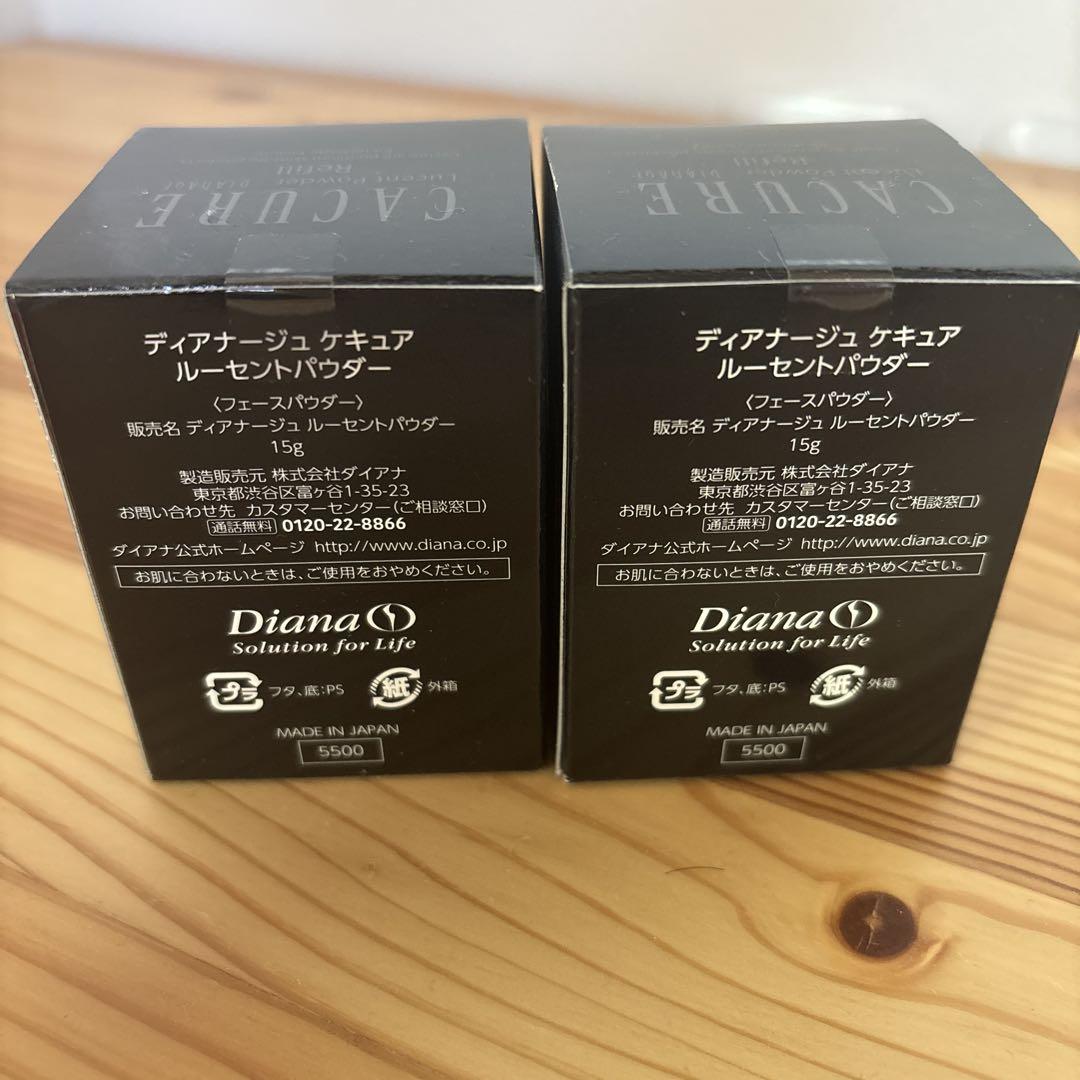 CACURE
DIANAGE
Lucent Powder
Refill
ディアナージュ ケキュア
ルーセントパウダー
〈フェースパウダー〉
販売名 ディアナージュ ルーセントパウダー
15g
製造販売元 株式会社ダイアナ
東京都渋谷区富ヶ谷1-35-23
お問い合わせ先 カスタマーセンター(ご相談窓口)
通話無料 0120-22-8866
ダイアナ公式ホームページ http://www.diana.co.jp
お肌に合わないときは、ご使用をおやめください。
Diana
Solution for Life
プラ フタ、底:PS 紙 外箱
MADE IN JAPAN
5500
CACURE
DIANAGE
Powder
Refill
ディアナージュ ケキュア
ルーセントパウダー
〈フェースパウダー〉
販売名 ディアナージュ ルーセントパウダー
15g
製造販売元 株式会社ダイアナ
東京都渋谷区富ヶ谷1-35-23
お問い合わせ先 カスタマーセンター(ご相談窓口)
通話無料 0120-22-8866
ダイアナ公式ホームページ http://www.diana.co.jp
お肌に合わないときは、ご使用をおやめください。
Diana
Solution for Life
プラ フタ、底:PS 紙 外箱
MADE IN JAPAN
5500